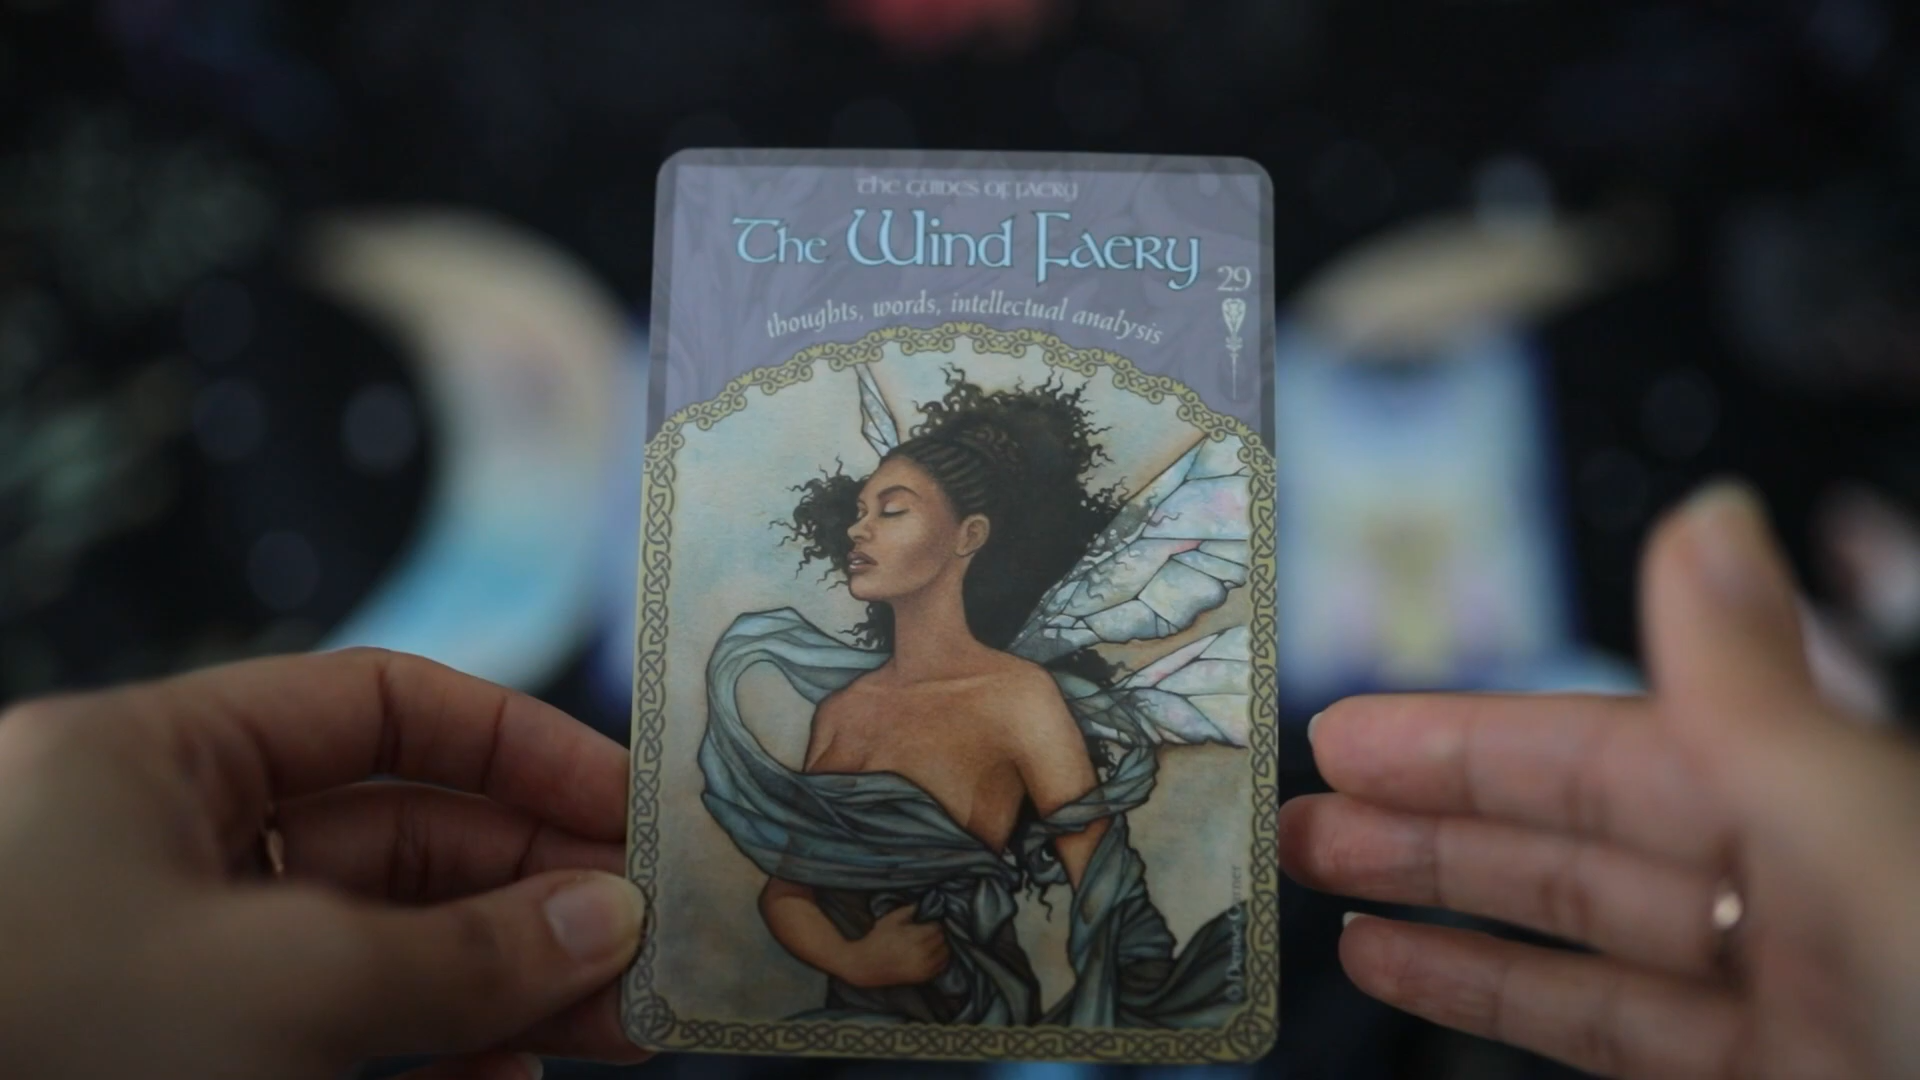 The Guides of Faery
The Wind Faery
29
thoughts, words, intellectual analysis